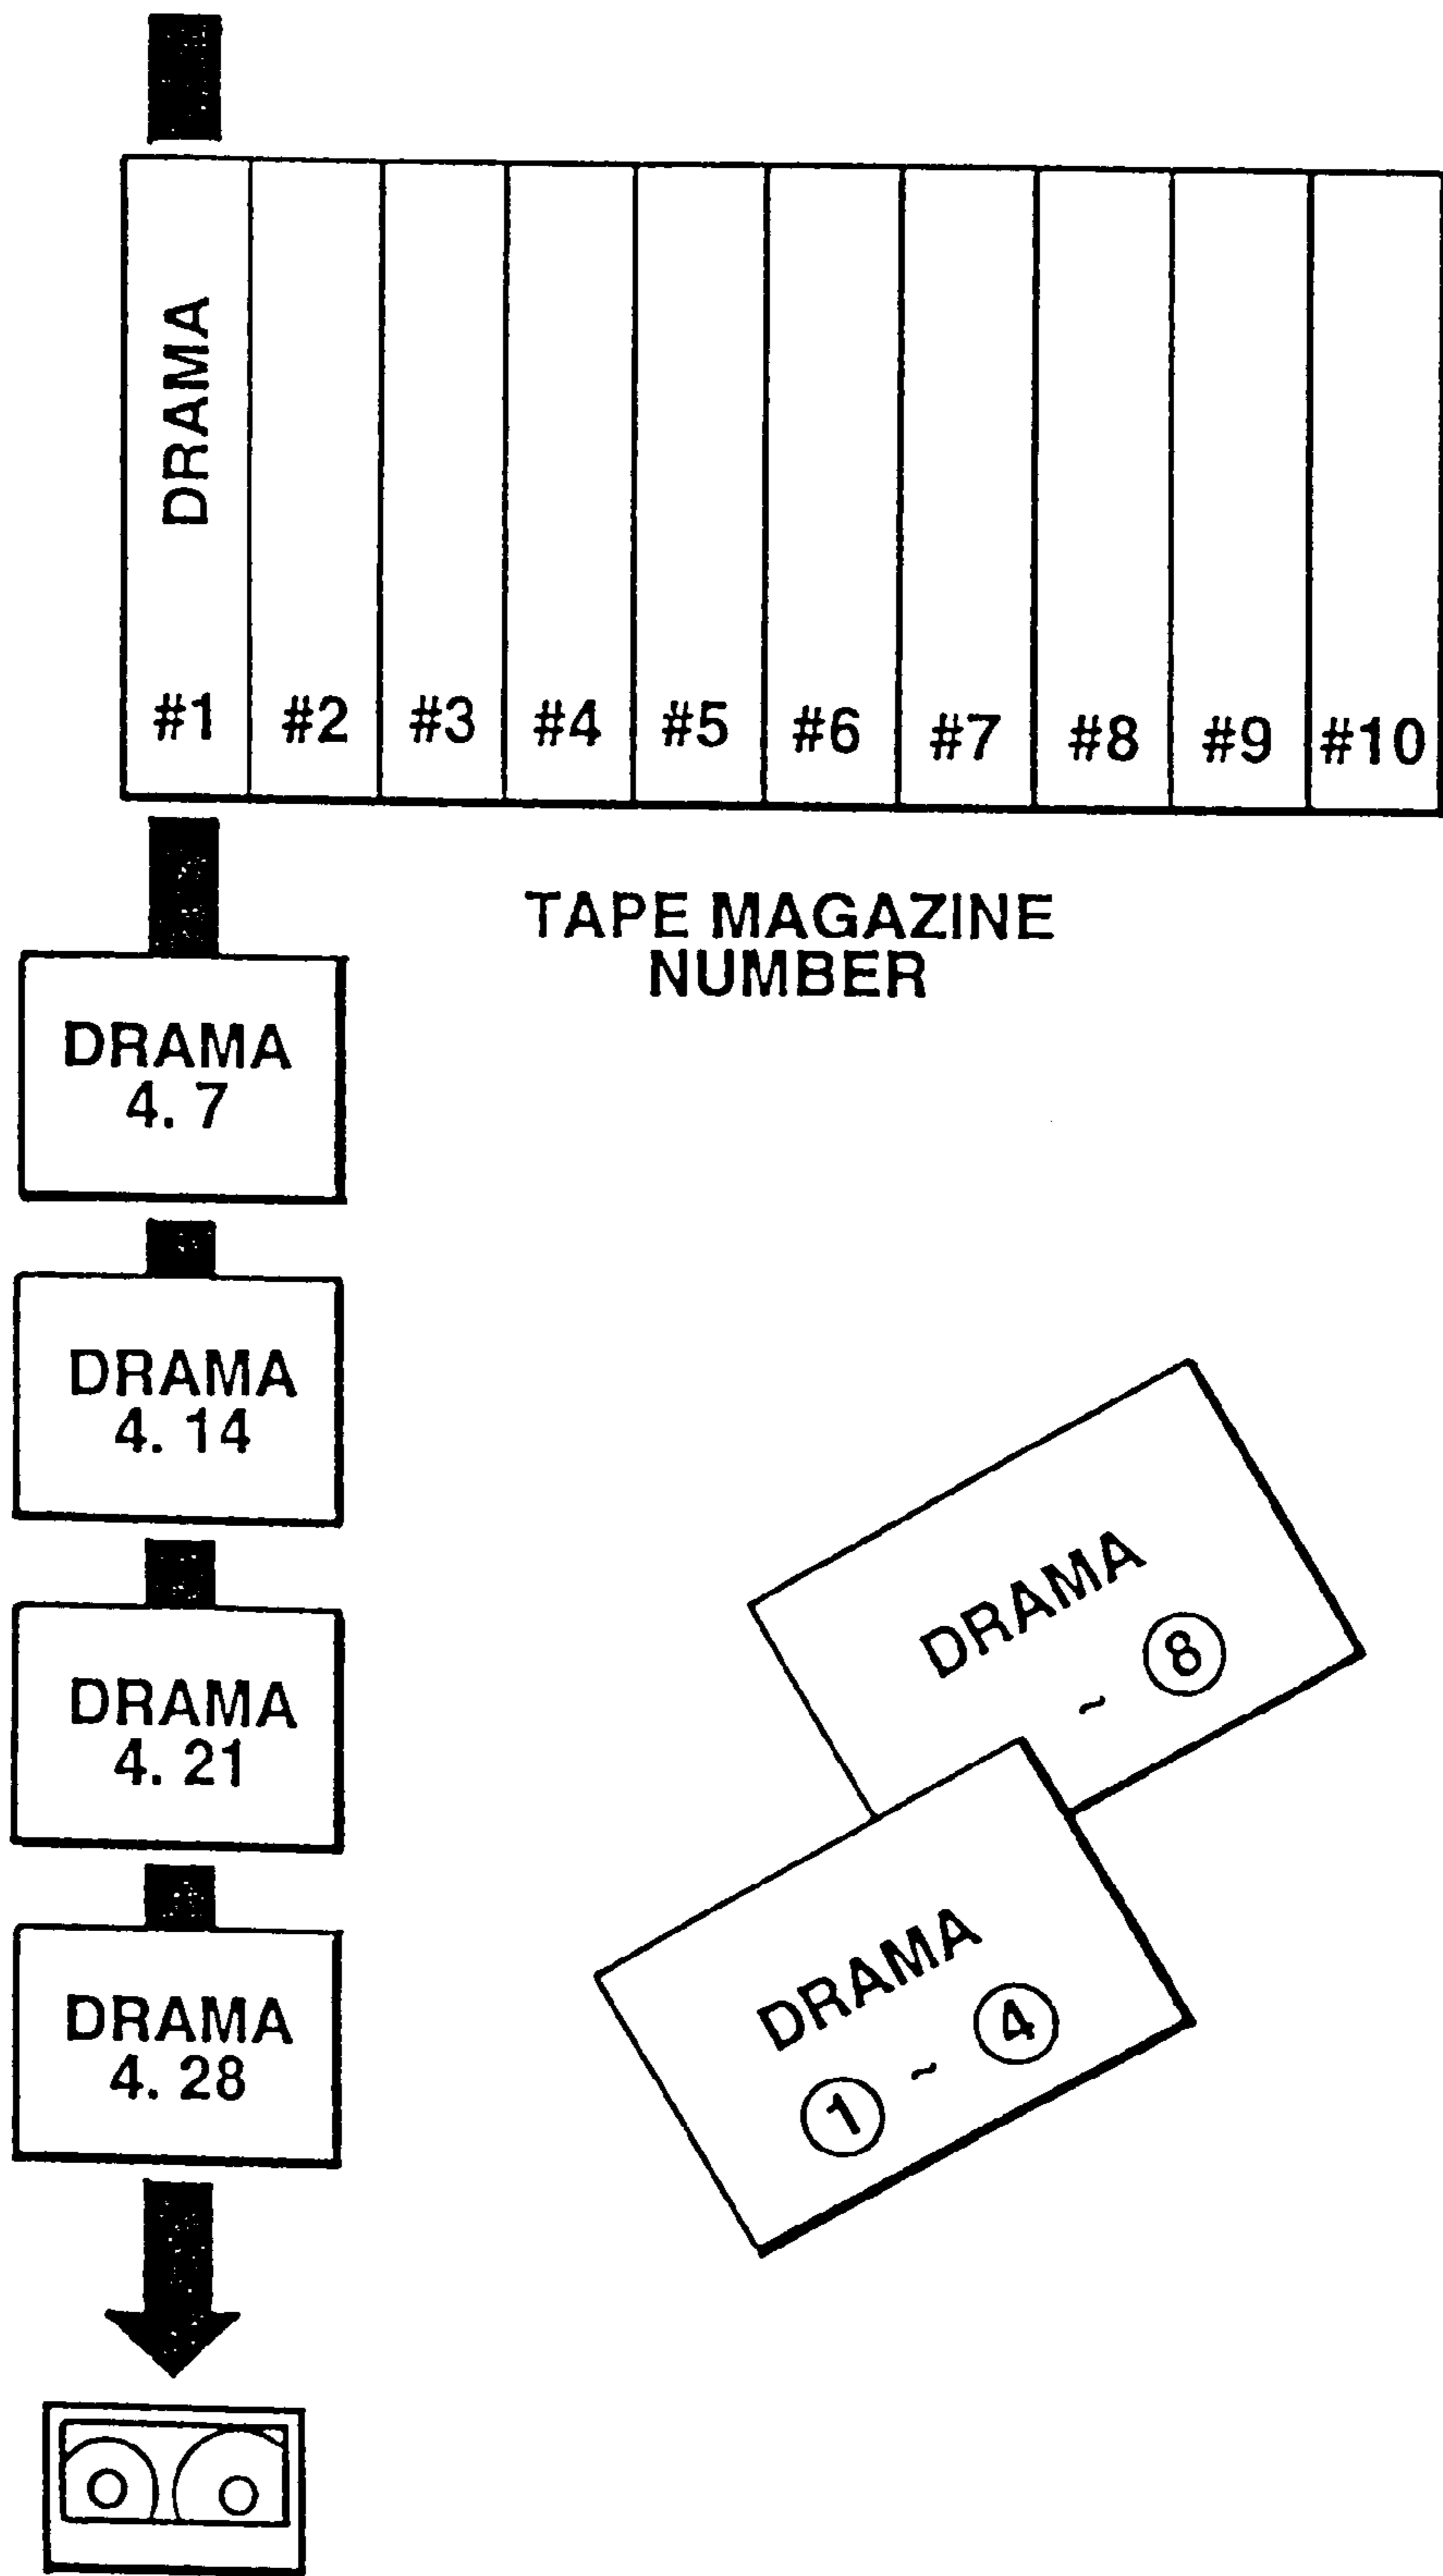 DRAMA
#1 #2 #3 #4 #5 #6 #7 #8 #9 #10
TAPE MAGAZINE
NUMBER
DRAMA
4. 7
DRAMA
4. 14
DRAMA
4. 21
DRAMA
4. 28
DRAMA
~ ⑧
DRAMA
① ~ ④